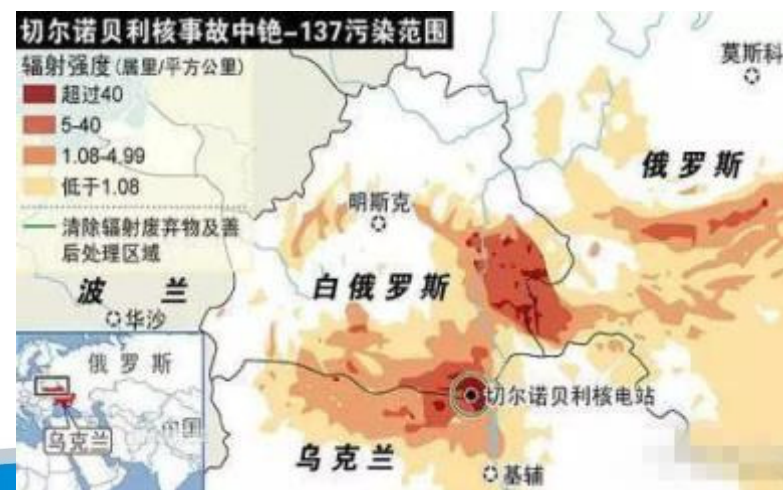 切尔诺贝利核事故中铯-137污染范围
辐射强度(居里/平方公里)
超过40
5-40
1.08-4.99
低于1.08
清除辐射废弃物及善
后处理区域
莫斯科
俄罗斯
明斯克
白俄罗斯
波兰
华沙
切尔诺贝利核电站
乌克兰
基辅
俄罗斯
中国
乌克兰